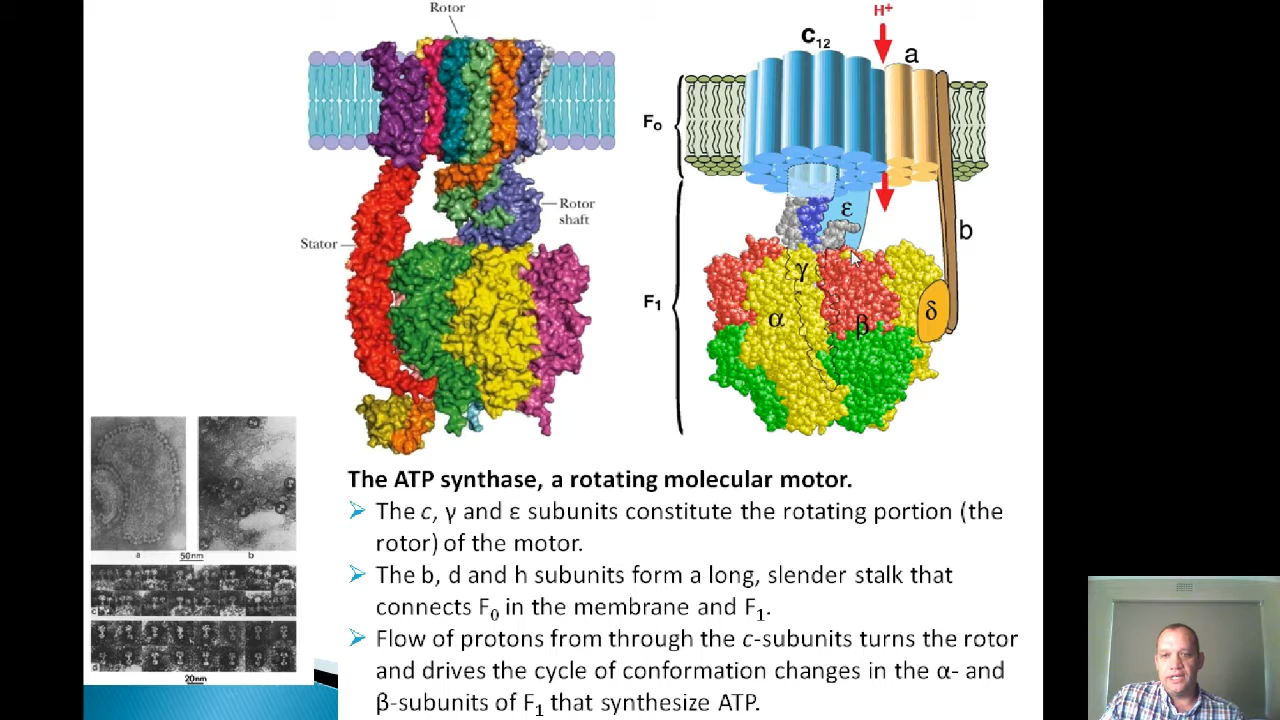 Rotor
H⁺
c₁₂
a
F₀
Rotor
shaft
Stator
ε
b
γ
F₁
α
β
δ
a
50nm
b
c
d
20nm
The ATP synthase, a rotating molecular motor.
➢ The c, γ and ε subunits constitute the rotating portion (the
rotor) of the motor.
➢ The b, d and h subunits form a long, slender stalk that
connects F₀ in the membrane and F₁.
➢ Flow of protons from through the c-subunits turns the rotor
and drives the cycle of conformation changes in the α- and
β-subunits of F₁ that synthesize ATP.